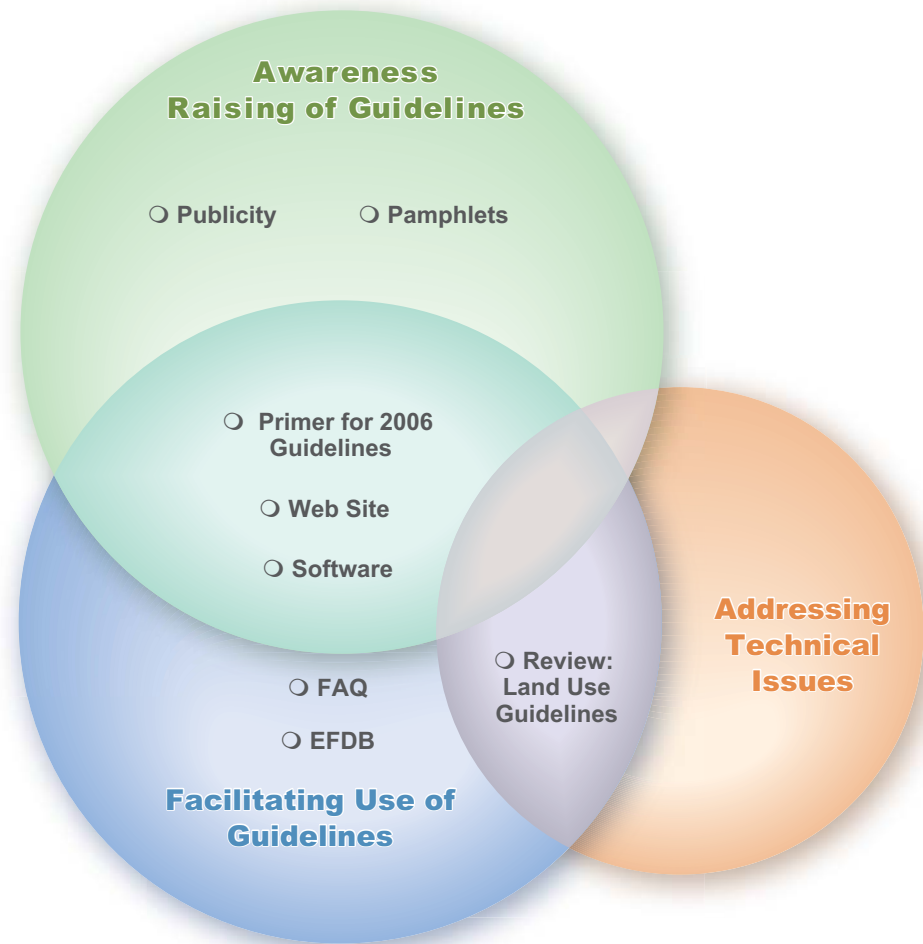 Awareness
Raising of Guidelines
❍ Publicity
❍ Pamphlets
❍ Primer for 2006
Guidelines
❍ Web Site
❍ Software
Addressing
Technical
Issues
❍ Review:
Land Use
Guidelines
❍ FAQ
❍ EFDB
Facilitating Use of
Guidelines